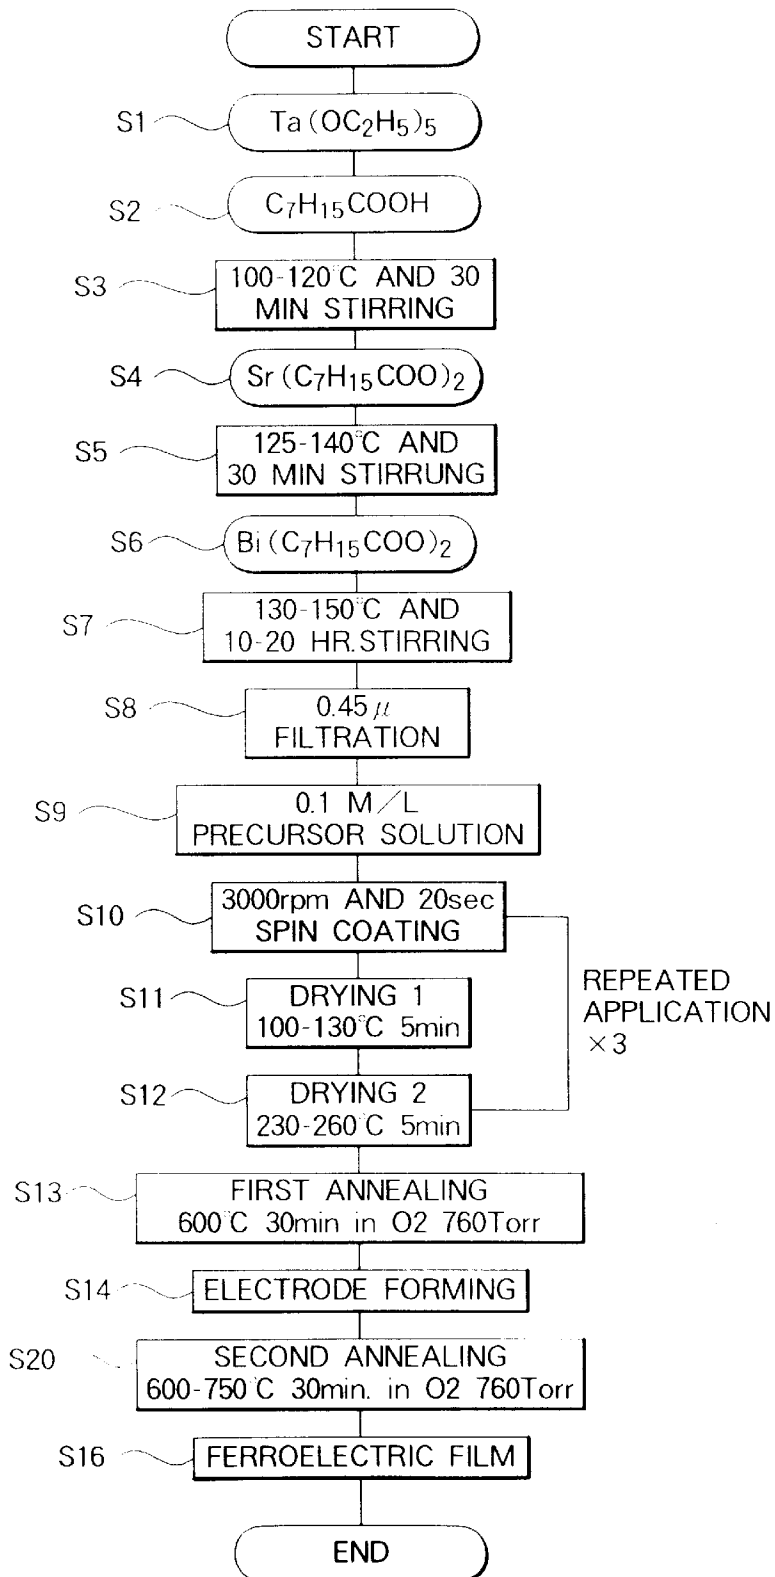 START
S1
Ta(OC2H5)5
S2
C7H15COOH
S3
100-120°C AND 30
MIN STIRRING
S4
Sr(C7H15COO)2
S5
125-140°C AND
30 MIN STIRRUNG
S6
Bi(C7H15COO)2
S7
130-150°C AND
10-20 HR.STIRRING
S8
0.45μ
FILTRATION
S9
0.1 M/L
PRECURSOR SOLUTION
S10
3000rpm AND 20sec
SPIN COATING
S11
DRYING 1
100-130°C 5min
REPEATED
APPLICATION
×3
S12
DRYING 2
230-260°C 5min
S13
FIRST ANNEALING
600°C 30min in O2 760Torr
S14
ELECTRODE FORMING
S20
SECOND ANNEALING
600-750°C 30min. in O2 760Torr
S16
FERROELECTRIC FILM
END